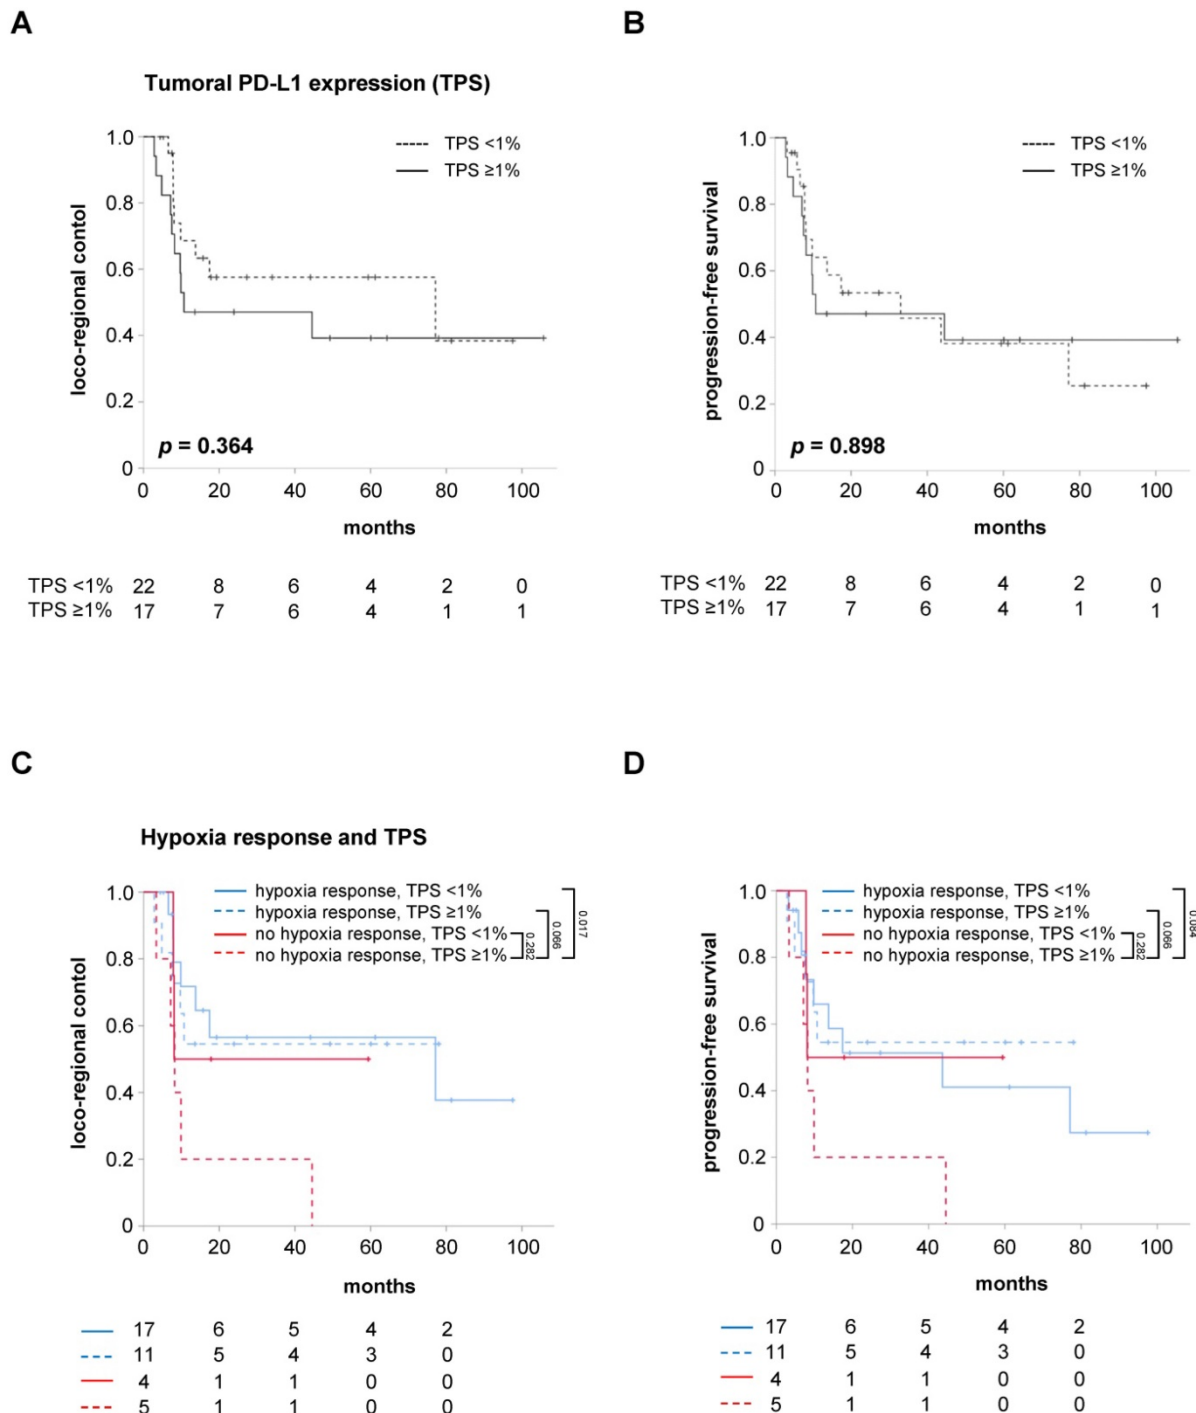 A
Tumoral PD-L1 expression (TPS)
1.0
0.8
0.6
0.4
0.2
0
loco-regional contol
TPS <1%
TPS ≥1%
p = 0.364
0 20 40 60 80 100
months
TPS <1% 22 8 6 4 2 0
TPS ≥1% 17 7 6 4 1 1
B
1.0
0.8
0.6
0.4
0.2
0
progression-free survival
TPS <1%
TPS ≥1%
p = 0.898
0 20 40 60 80 100
months
TPS <1% 22 8 6 4 2 0
TPS ≥1% 17 7 6 4 1 1
C
Hypoxia response and TPS
1.0
0.8
0.6
0.4
0.2
0
loco-regional contol
hypoxia response, TPS <1%
hypoxia response, TPS ≥1%
no hypoxia response, TPS <1%
no hypoxia response, TPS ≥1%
0.282
0.066
0.017
0 20 40 60 80 100
months
17 6 5 4 2
11 5 4 3 0
4 1 1 0 0
5 1 1 0 0
D
1.0
0.8
0.6
0.4
0.2
0
progression-free survival
hypoxia response, TPS <1%
hypoxia response, TPS ≥1%
no hypoxia response, TPS <1%
no hypoxia response, TPS ≥1%
0.282
0.066
0.084
0 20 40 60 80 100
months
17 6 5 4 2
11 5 4 3 0
4 1 1 0 0
5 1 1 0 0